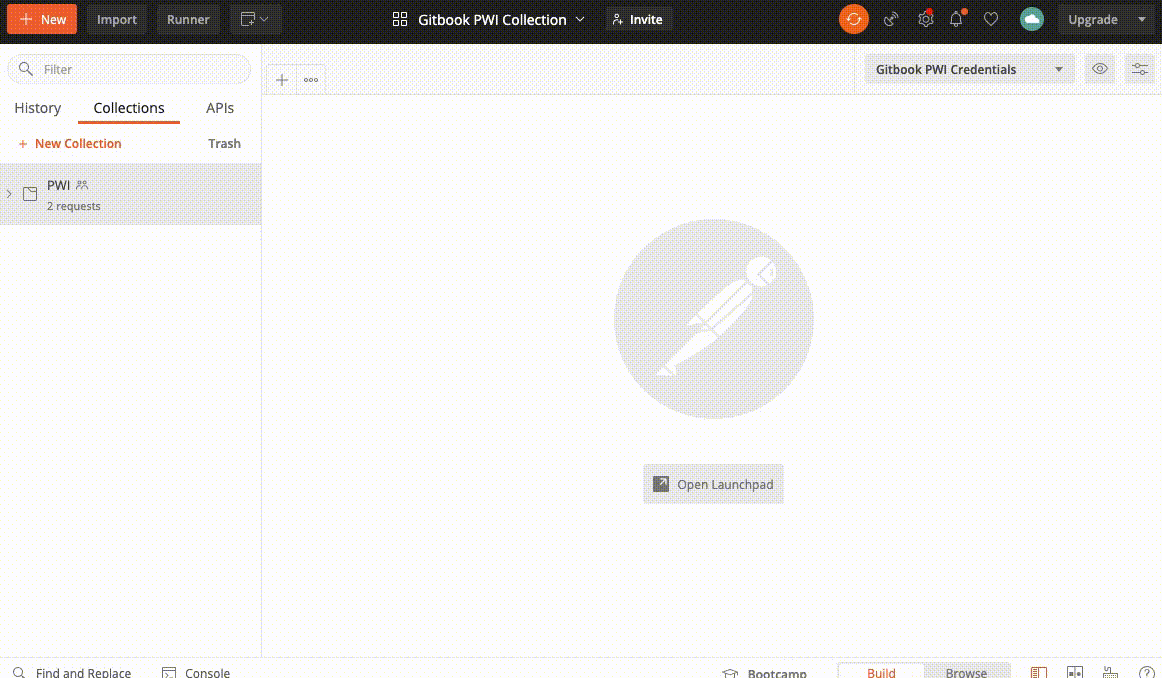 New Import Runner Gitbook PWI Collection Invite Upgrade
Filter
Gitbook PWI Credentials
History Collections APIs
New Collection Trash
PWI
2 requests
Open Launchpad
Find and Replace Console Bootcamp Build Browse